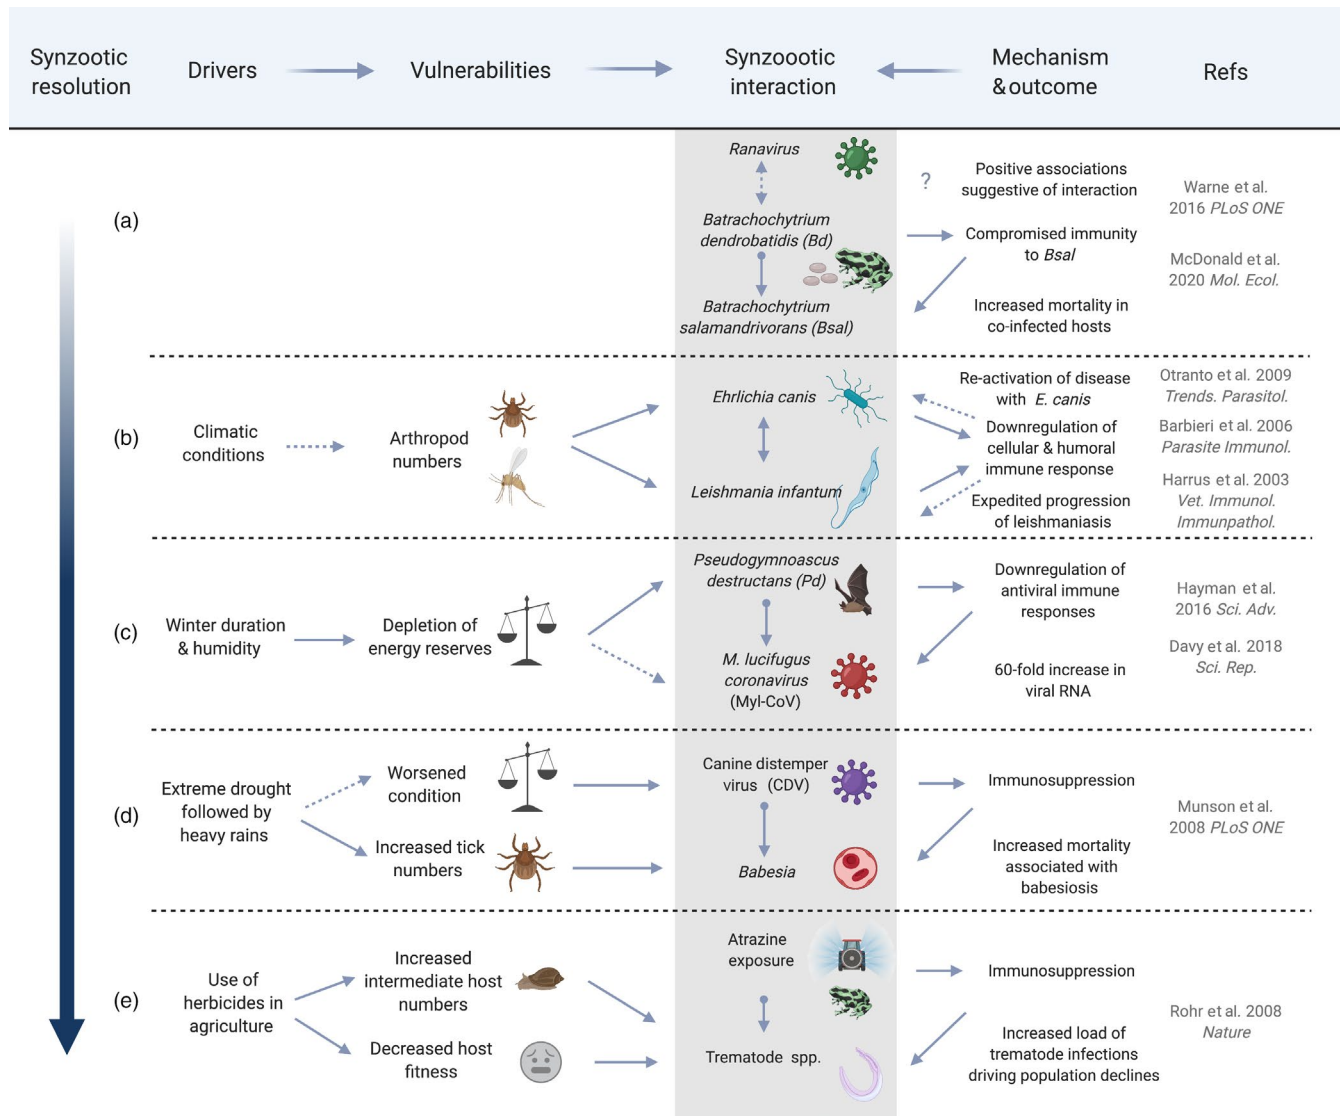 Synzootic
resolution
Drivers
Vulnerabilities
Synzoootic
interaction
Mechanism
& outcome
Refs
(a)
Ranavirus
Batrachochytrium
dendrobatidis (Bd)
Batrachochytrium
salamandrivorans (Bsal)
?
Positive associations
suggestive of interaction
Compromised immunity
to Bsal
Increased mortality in
co-infected hosts
Warne et al.
2016 PLoS ONE
McDonald et al.
2020 Mol. Ecol.
(b)
Climatic
conditions
Arthropod
numbers
Ehrlichia canis
Leishmania infantum
Re-activation of disease
with E. canis
Downregulation of
cellular & humoral
immune response
Expedited progression
of leishmaniasis
Otranto et al. 2009
Trends. Parasitol.
Barbieri et al. 2006
Parasite Immunol.
Harrus et al. 2003
Vet. Immunol.
Immunpathol.
(c)
Winter duration
& humidity
Depletion of
energy reserves
Pseudogymnoascus
destructans (Pd)
M. lucifugus
coronavirus
(Myl-CoV)
Downregulation of
antiviral immune
responses
60-fold increase in
viral RNA
Hayman et al.
2016 Sci. Adv.
Davy et al. 2018
Sci. Rep.
(d)
Extreme drought
followed by
heavy rains
Worsened
condition
Increased tick
numbers
Canine distemper
virus (CDV)
Babesia
Immunosuppression
Increased mortality
associated with
babesiosis
Munson et al.
2008 PLoS ONE
(e)
Use of
herbicides in
agriculture
Increased
intermediate host
numbers
Decreased host
fitness
Atrazine
exposure
Trematode spp.
Immunosuppression
Increased load of
trematode infections
driving population declines
Rohr et al. 2008
Nature